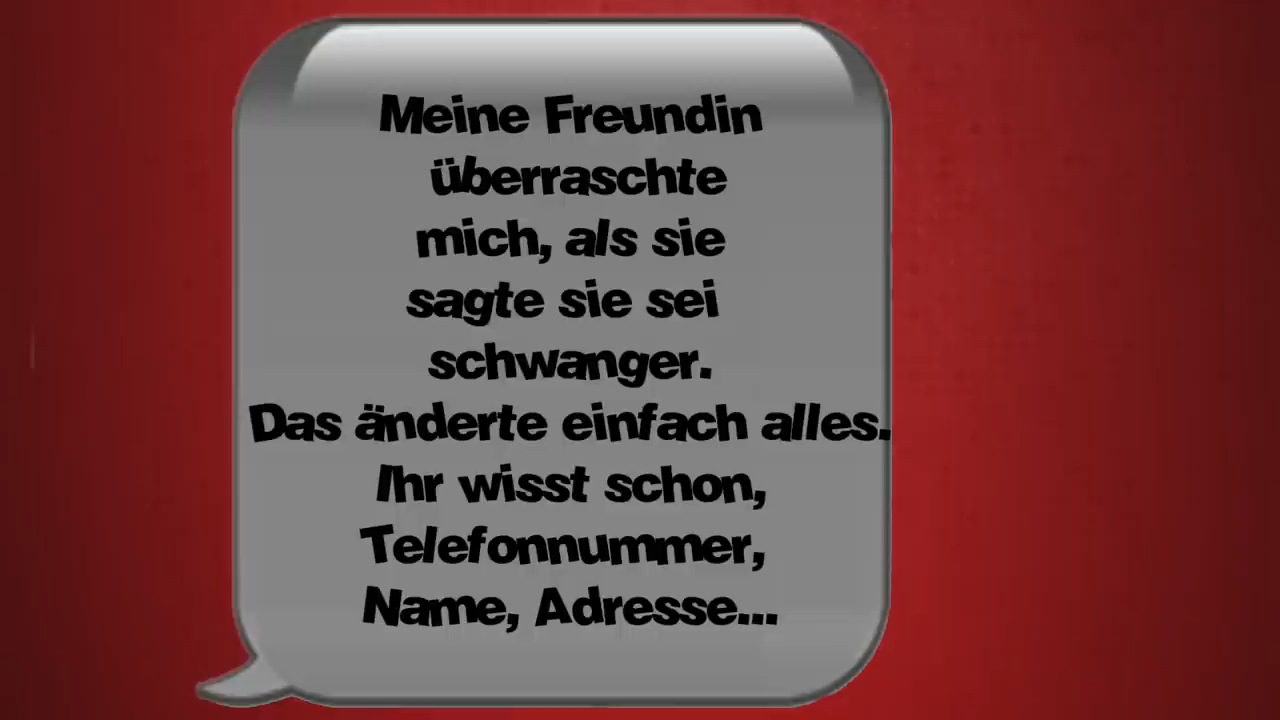 Meine Freundin
überraschte
mich, als sie
sagte sie sei
schwanger.
Das änderte einfach alles.
Ihr wisst schon,
Telefonnummer,
Name, Adresse...